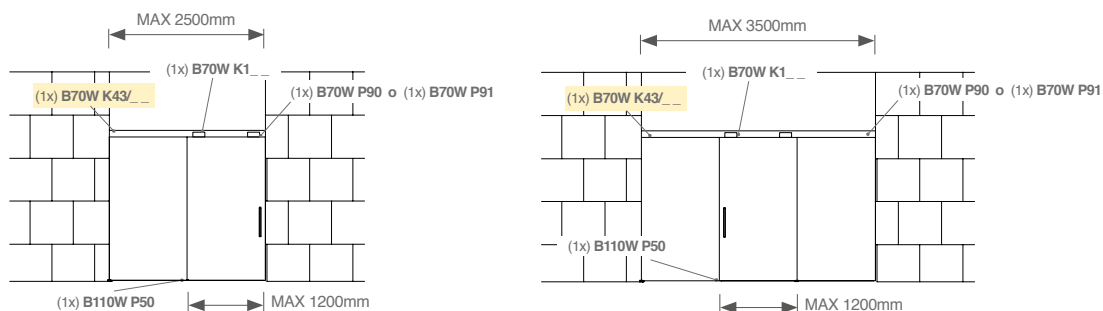 MAX 2500mm
(1x) B70W K1_ _
(1x) B70W K43/_ _
(1x) B70W P90 o (1x) B70W P91
(1x) B110W P50
MAX 1200mm
MAX 3500mm
(1x) B70W K1_ _
(1x) B70W K43/_ _
(1x) B70W P90 o (1x) B70W P91
(1x) B110W P50
MAX 1200mm